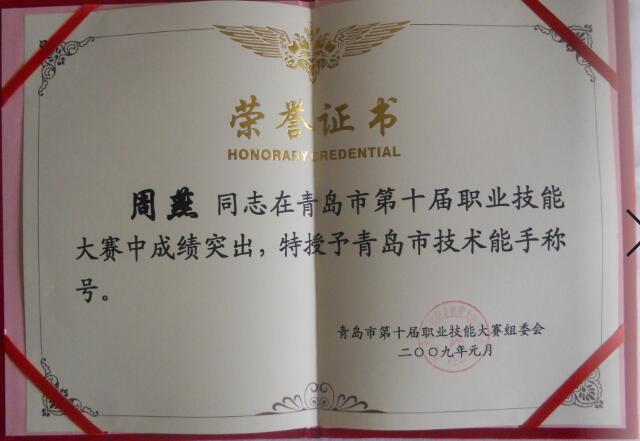 荣誉证书
HONORARY CREDENTIAL
周燕 同志在青岛市第十届职业技能
大赛中成绩突出，特授予青岛市技术能手称
号。
青岛市第十届职业技能大赛组委会
二〇〇九年元月